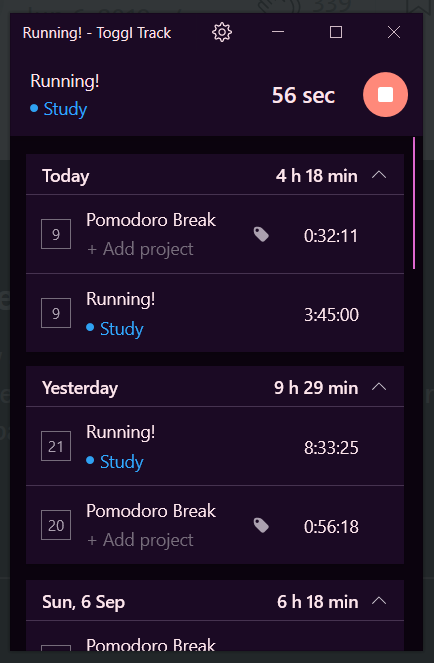 Running! - Toggl Track
Running!
Study
56 sec
Today 4 h 18 min
9 Pomodoro Break 0:32:11
+ Add project
9 Running! 3:45:00
Study
Yesterday 9 h 29 min
21 Running! 8:33:25
Study
20 Pomodoro Break 0:56:18
+ Add project
Sun, 6 Sep 6 h 18 min
Pomodoro Break
339